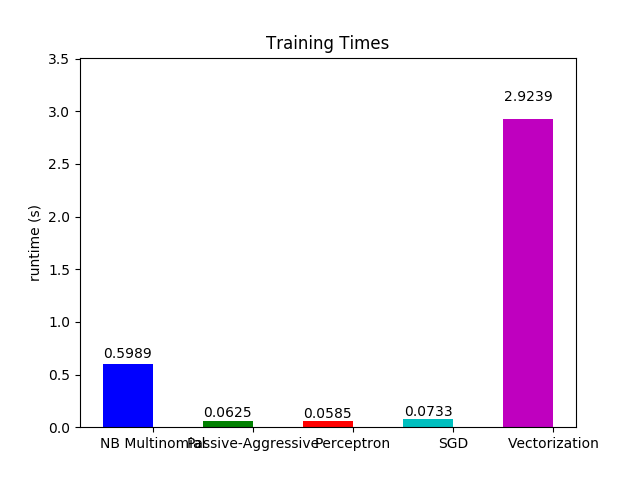 Training Times
3.5
3.0
2.5
2.0
1.5
1.0
0.5
0.0
runtime (s)
0.5989
0.0625
0.0585
0.0733
2.9239
NB Multinomial
Passive-Aggressive
Perceptron
SGD
Vectorization